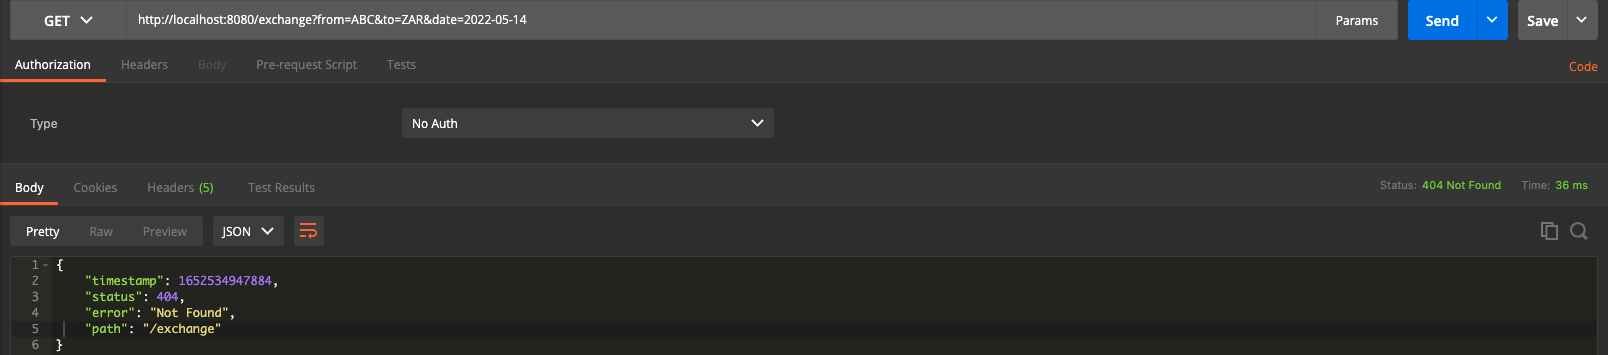 GET http://localhost:8080/exchange?from=ABC&to=ZAR&date=2022-05-14 Params Send Save
Authorization Headers Body Pre-request Script Tests Code
Type No Auth
Body Cookies Headers (5) Test Results Status: 404 Not Found Time: 36 ms
Pretty Raw Preview JSON
1 {
2 "timestamp": 1652534947884,
3 "status": 404,
4 "error": "Not Found",
5 "path": "/exchange"
6 }